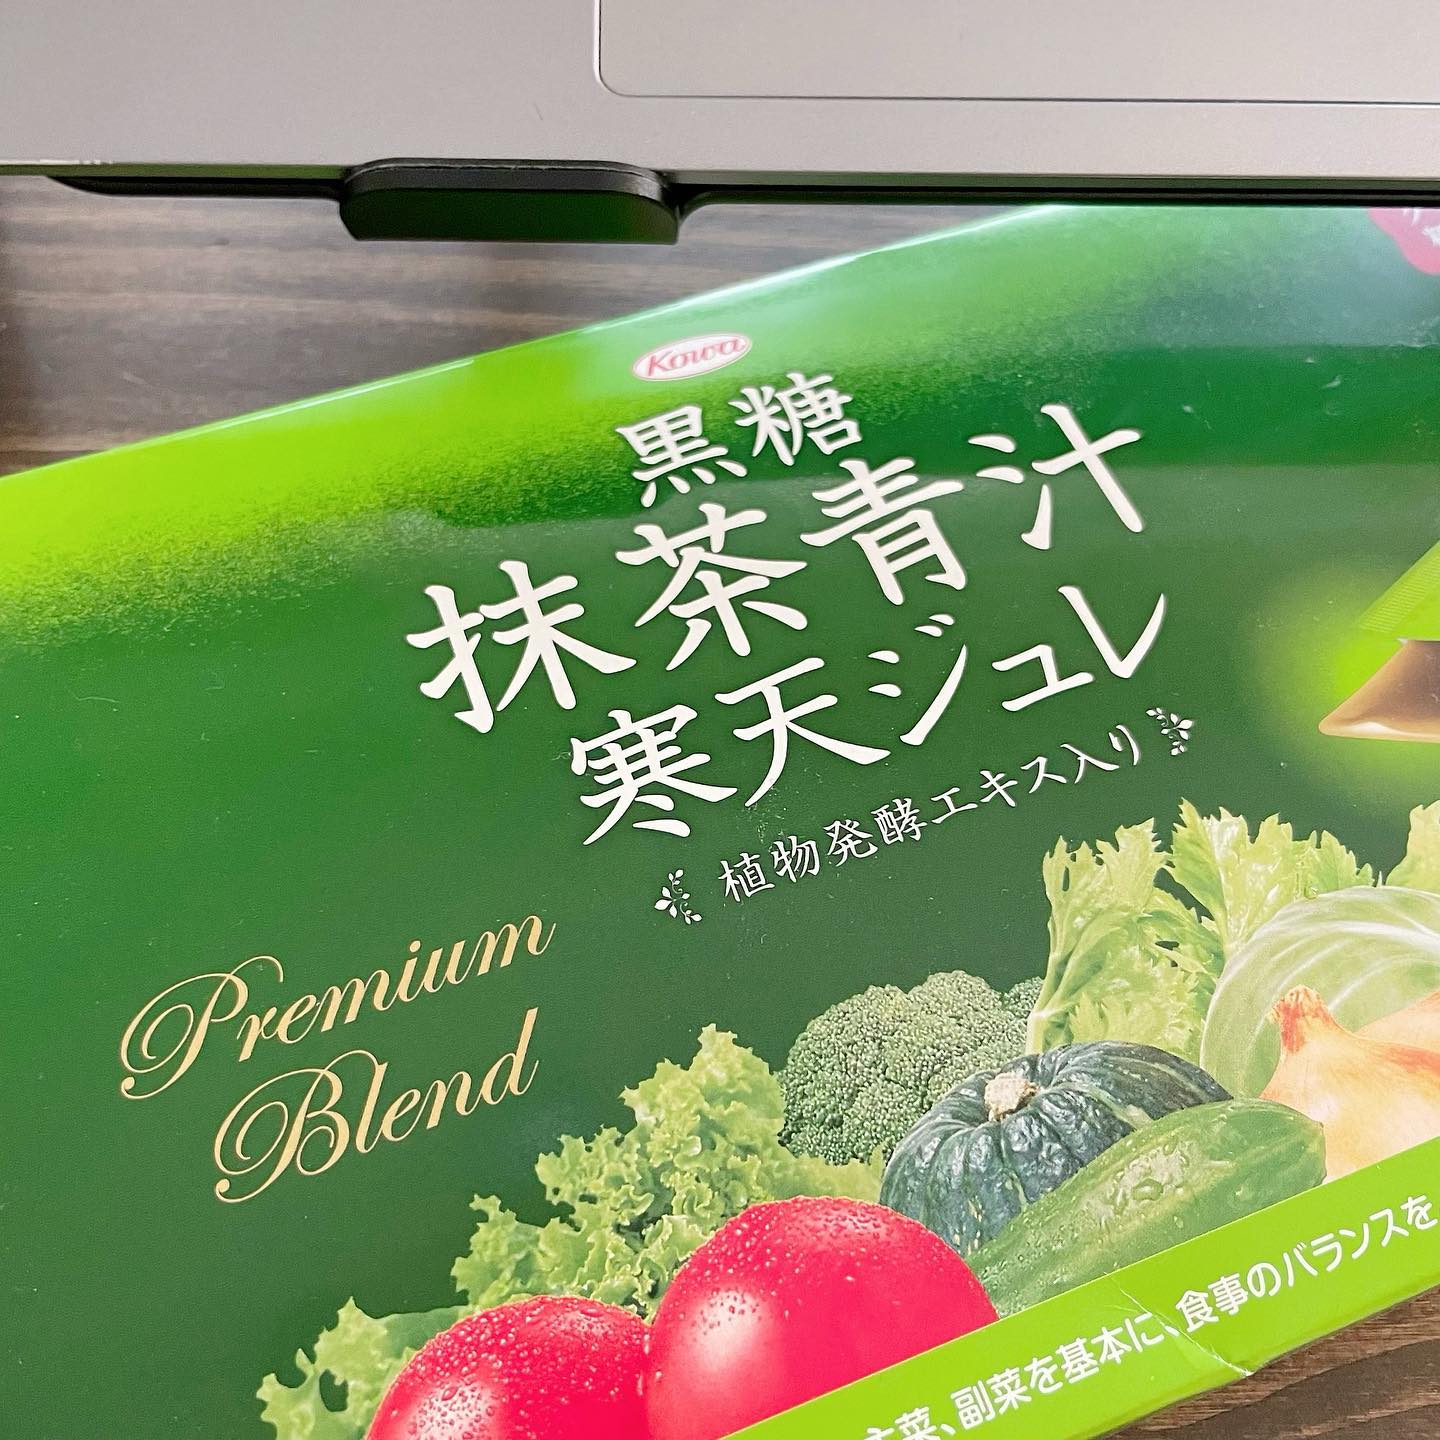 Kowa
黒糖
抹茶青汁
寒天ジュレ
植物発酵エキス入り
Premium
Blend
主菜、副菜を基本に、食事のバランスを